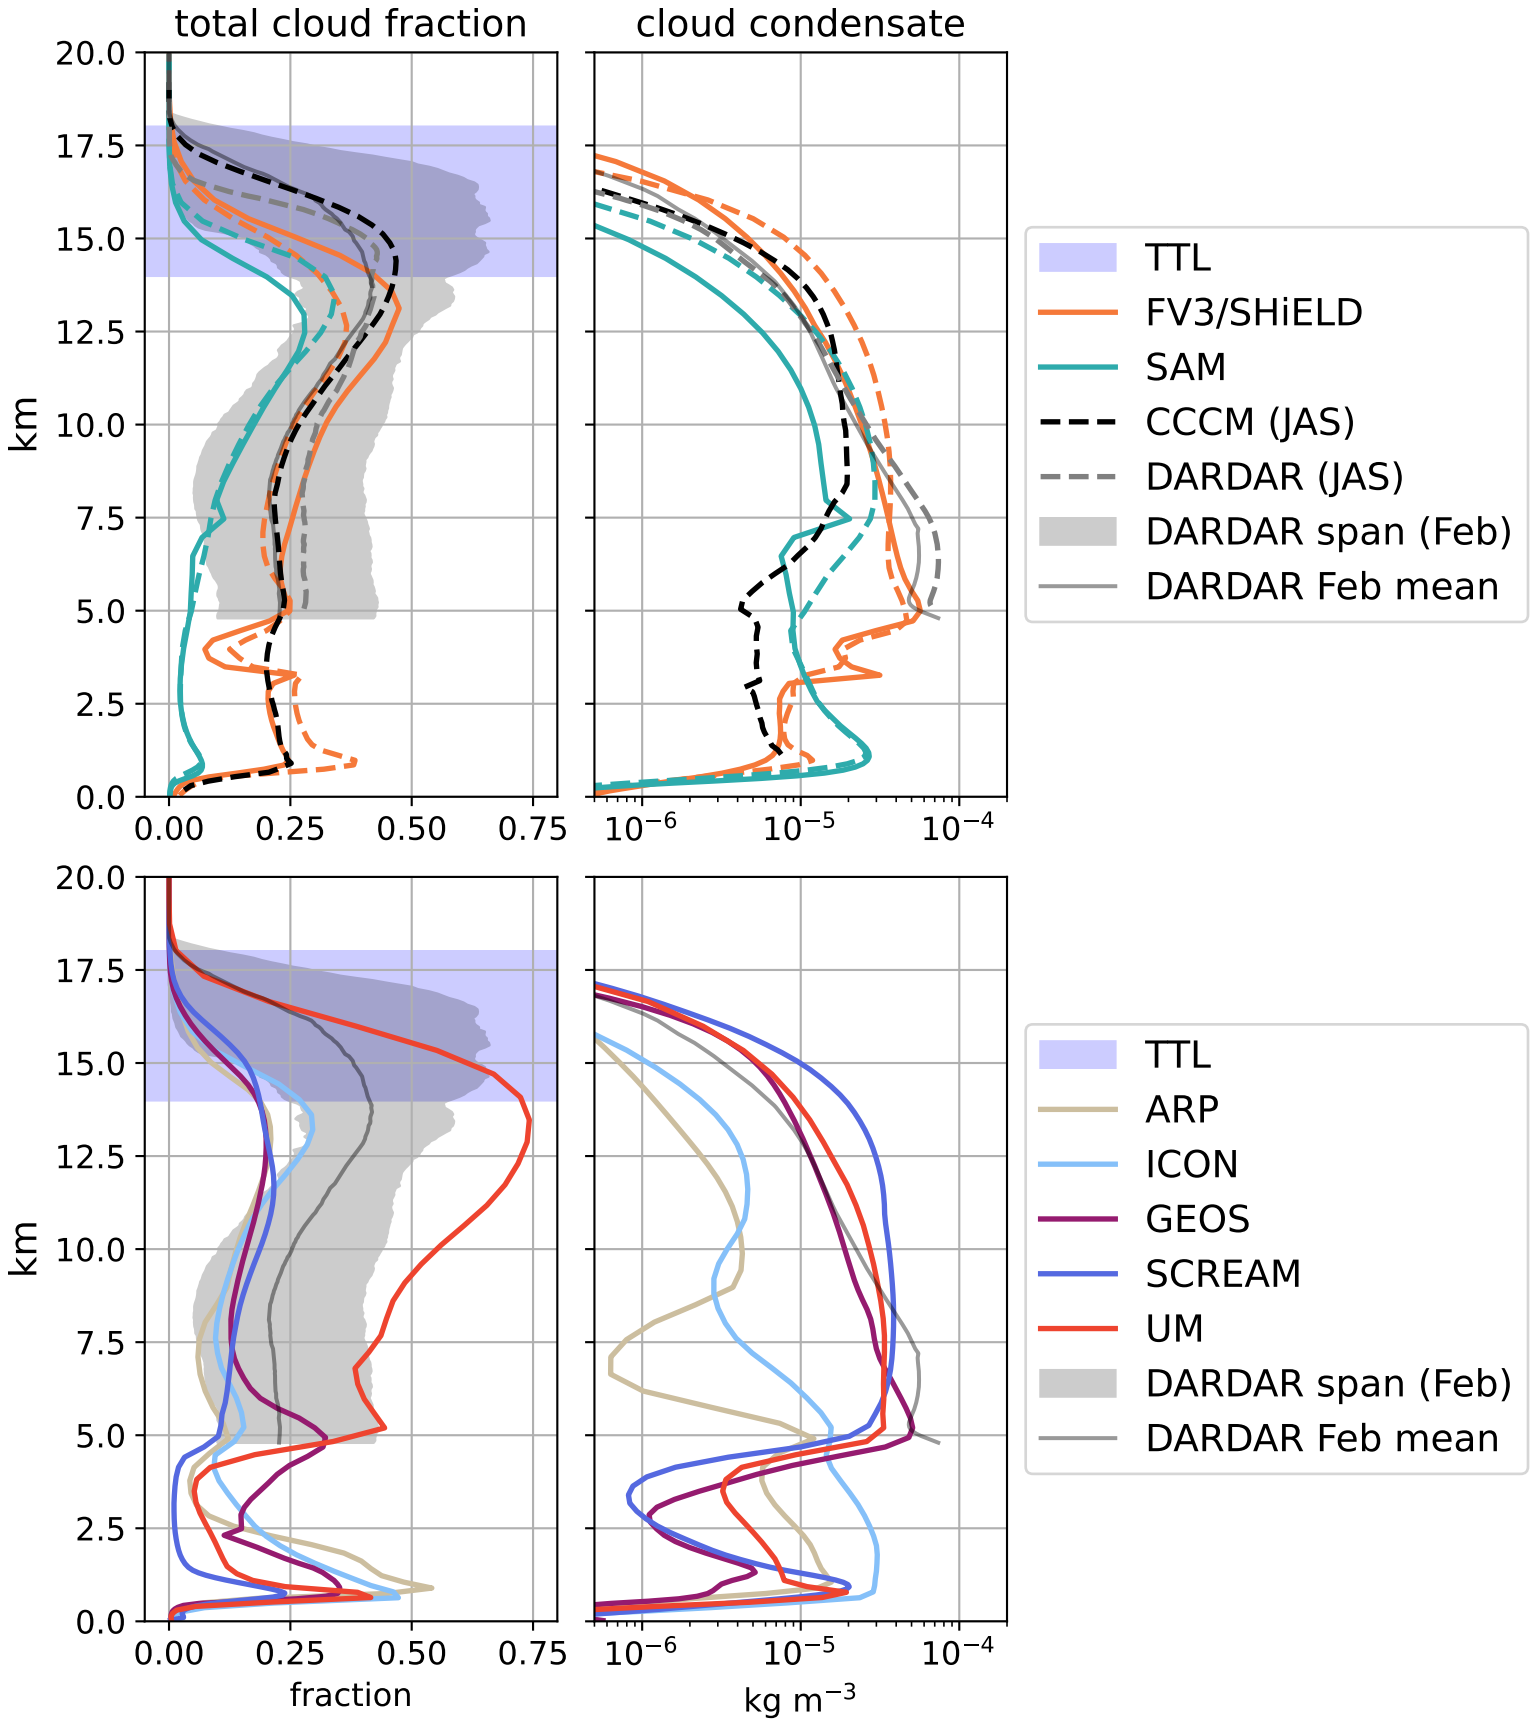 total cloud fraction
cloud condensate
20.0
17.5
15.0
12.5
10.0
7.5
5.0
2.5
0.0
km
0.00 0.25 0.50 0.75
10⁻⁶ 10⁻⁵ 10⁻⁴
TTL
FV3/SHiELD
SAM
CCCM (JAS)
DARDAR (JAS)
DARDAR span (Feb)
DARDAR Feb mean
20.0
17.5
15.0
12.5
10.0
7.5
5.0
2.5
0.0
km
0.00 0.25 0.50 0.75
fraction
10⁻⁶ 10⁻⁵ 10⁻⁴
kg m⁻³
TTL
ARP
ICON
GEOS
SCREAM
UM
DARDAR span (Feb)
DARDAR Feb mean